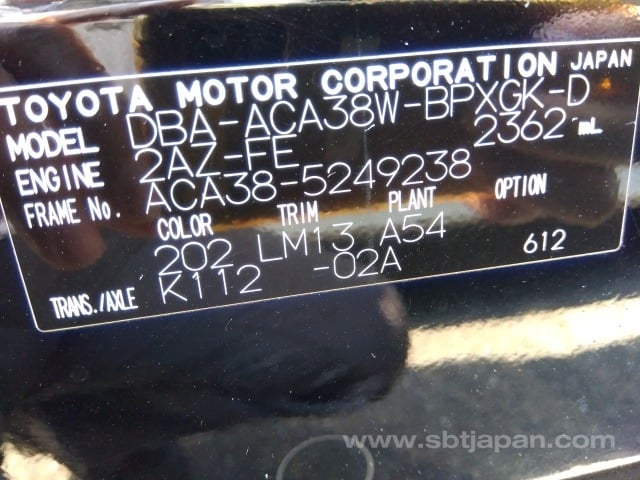 TOYOTA MOTOR CORPORATION JAPAN
MODEL DBA-ACA38W-BPXGK-D
ENGINE 2AZ-FE 2362 mL
FRAME No. ACA38-5249238
COLOR TRIM PLANT OPTION
202 LM13 A54
TRANS./AXLE K112 -02A 612
www.sbtjapan.com